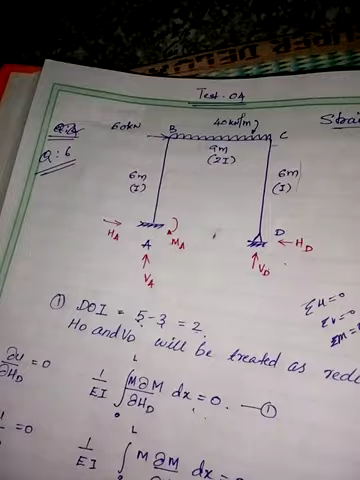 Test-04
60kN
B
40kN/m
C
Q:6
9m
(2I)
6m
(I)
6m
(I)
A
D
HA
MA
HD
VA
VD
① DOI = 5-3 = 2
HD and VD will be treated as
ΣH=0
ΣV=0
∂U/∂HD = 0
1/EI ∫₀ᴸ M∂M/∂HD dx = 0. —①
= 0
1/EI ∫ᴸ M ∂M dx =